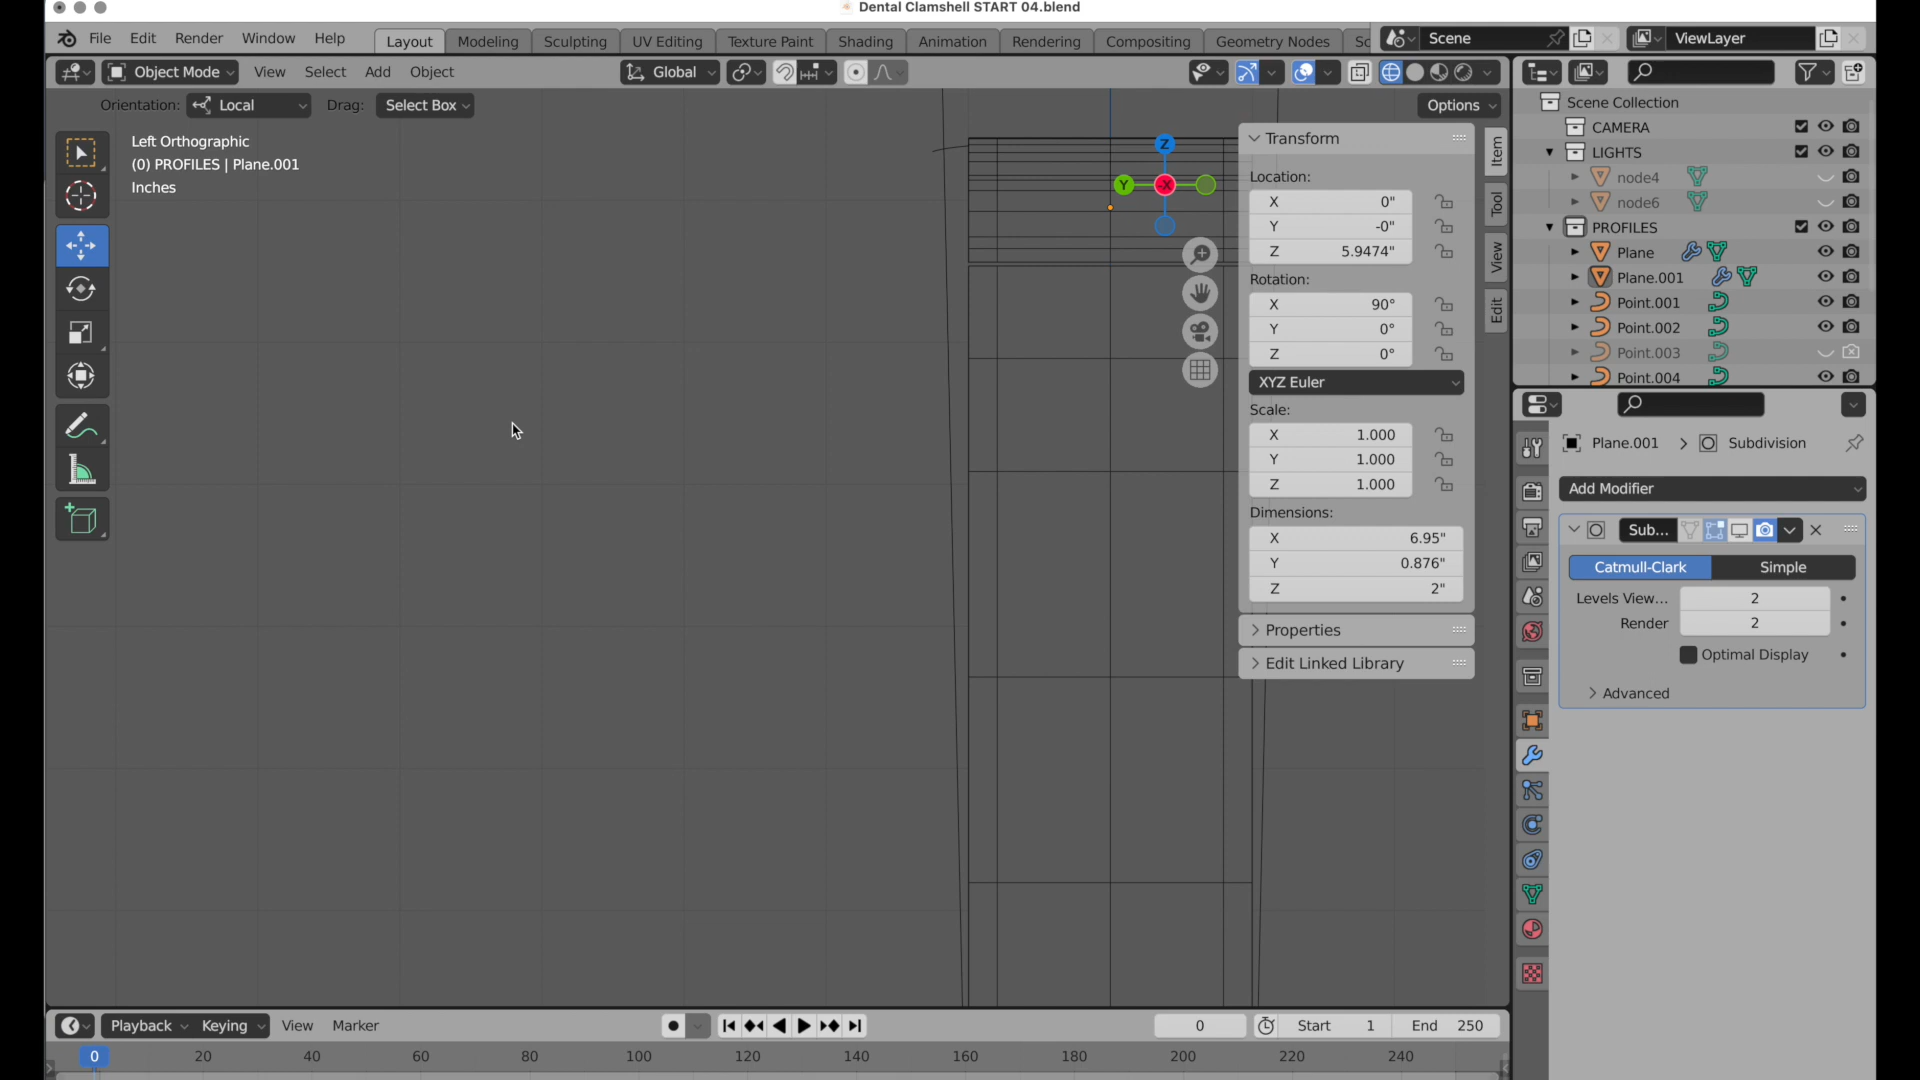 Dental Clamshell START 04.blend
File Edit Render Window Help Layout Modeling Sculpting UV Editing Texture Paint Shading Animation Rendering Compositing Geometry Nodes Sc Scene ViewLayer
Object Mode View Select Add Object Global
Orientation: Local Drag: Select Box Options
Left Orthographic
(0) PROFILES | Plane.001
Inches
Z
Y -X
Transform
Location:
X 0"
Y -0"
Z 5.9474"
Rotation:
X 90°
Y 0°
Z 0°
XYZ Euler
Scale:
X 1.000
Y 1.000
Z 1.000
Dimensions:
X 6.95"
Y 0.876"
Z 2"
Properties
Edit Linked Library
Item
Tool
View
Edit
Scene Collection
CAMERA
LIGHTS
node4
node6
PROFILES
Plane
Plane.001
Point.001
Point.002
Point.003
Point.004
Plane.001 Subdivision
Add Modifier
Sub...
Catmull-Clark Simple
Levels View... 2
Render 2
Optimal Display
Advanced
Playback Keying View Marker 0 Start 1 End 250
0 20 40 60 80 100 120 140 160 180 200 220 240